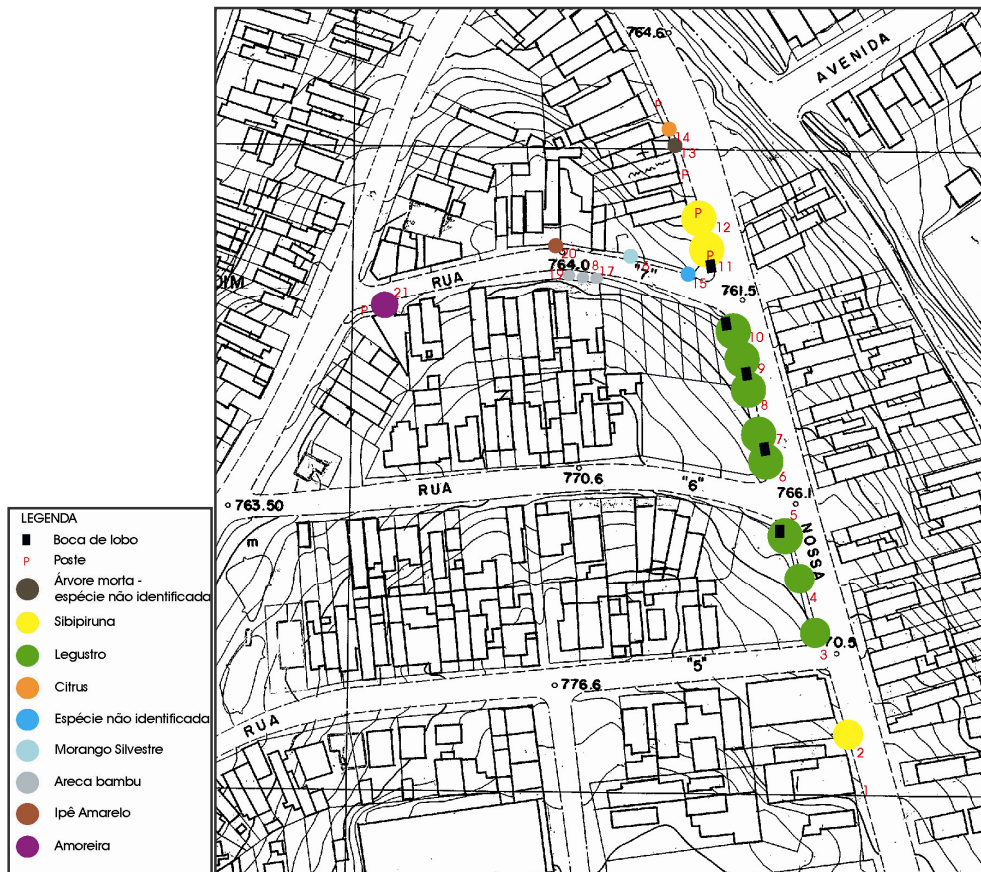 764.6
AVENIDA
P
14
13
P
P
12
P
11
20
764.0
"7"
19
8
17
15
761.5
RUA
DIM
21
P
10
9
8
7
6
770.6
RUA
"6"
766.1
763.50
5
NOSSA
m
4
70.5
3
"5"
776.6
RUA
2
1
LEGENDA
Boca de lobo
P Poste
Árvore morta -
espécie não identificada
Sibipiruna
Legustro
Citrus
Espécie não identificada
Morango Silvestre
Areca bambu
Ipê Amarelo
Amoreira